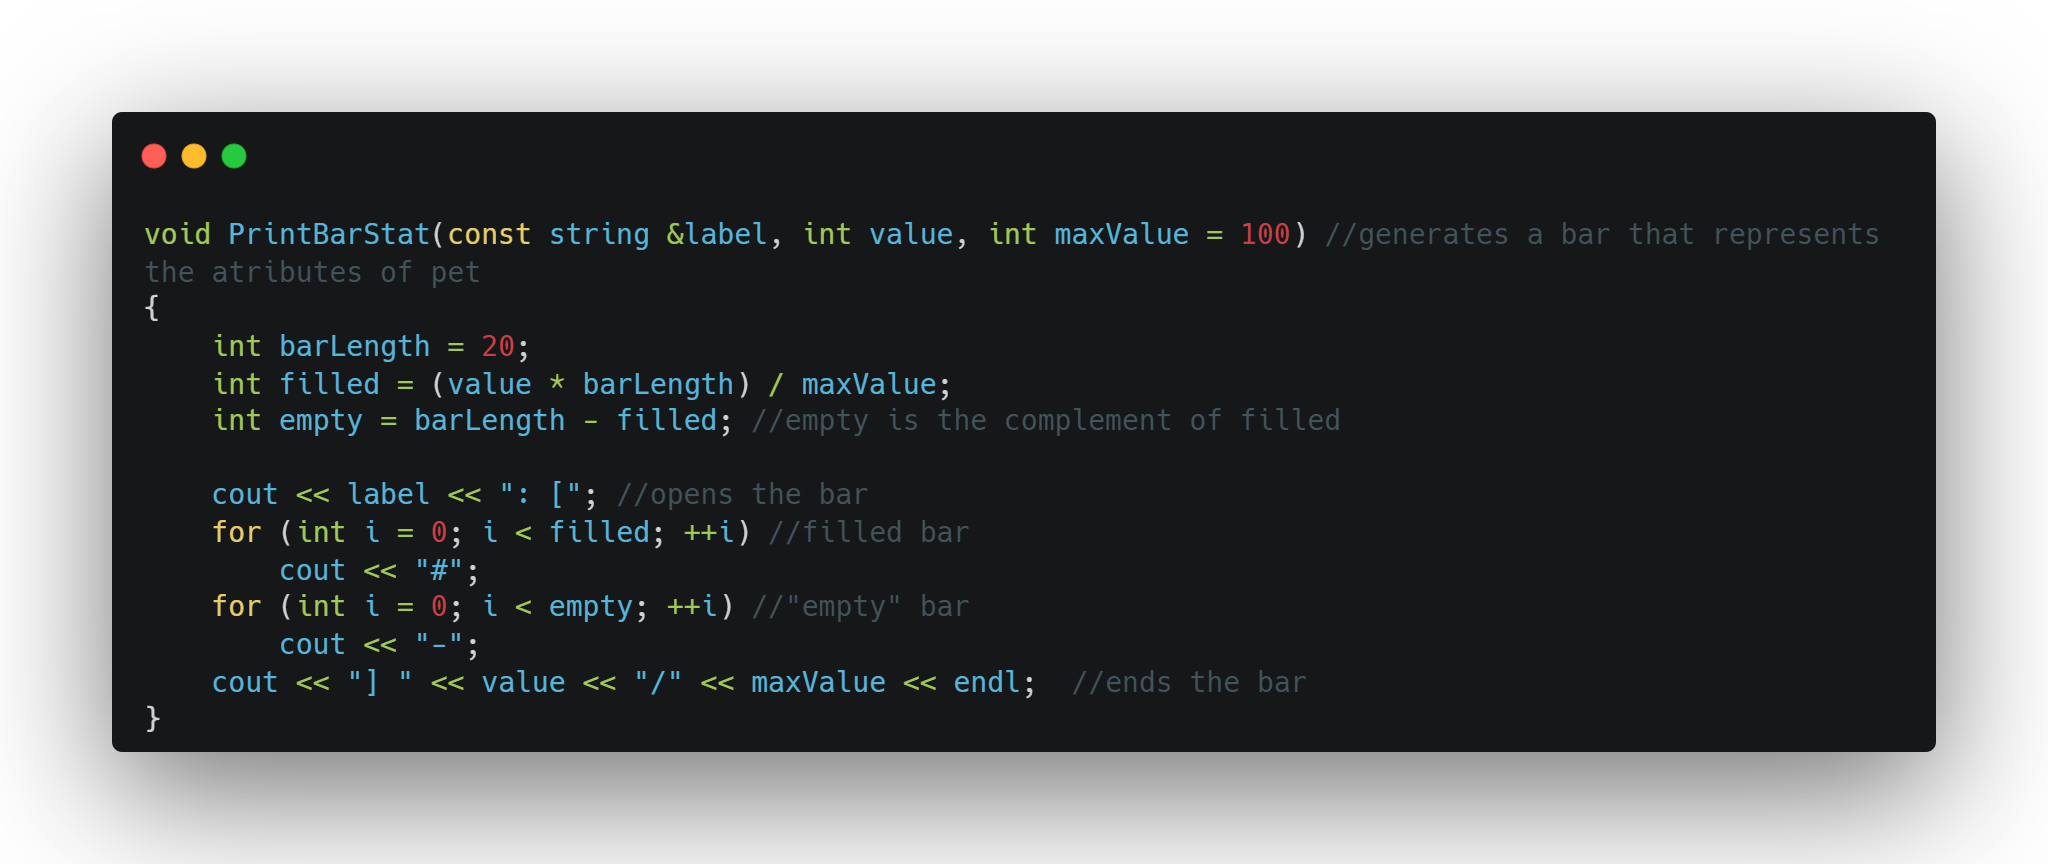 void PrintBarStat(const string &label, int value, int maxValue = 100) //generates a bar that represents
the atributes of pet
{
    int barLength = 20;
    int filled = (value * barLength) / maxValue;
    int empty = barLength - filled; //empty is the complement of filled

    cout << label << ": ["; //opens the bar
    for (int i = 0; i < filled; ++i) //filled bar
        cout << "#";
    for (int i = 0; i < empty; ++i) //"empty" bar
        cout << "-";
    cout << "] " << value << "/" << maxValue << endl;  //ends the bar
}